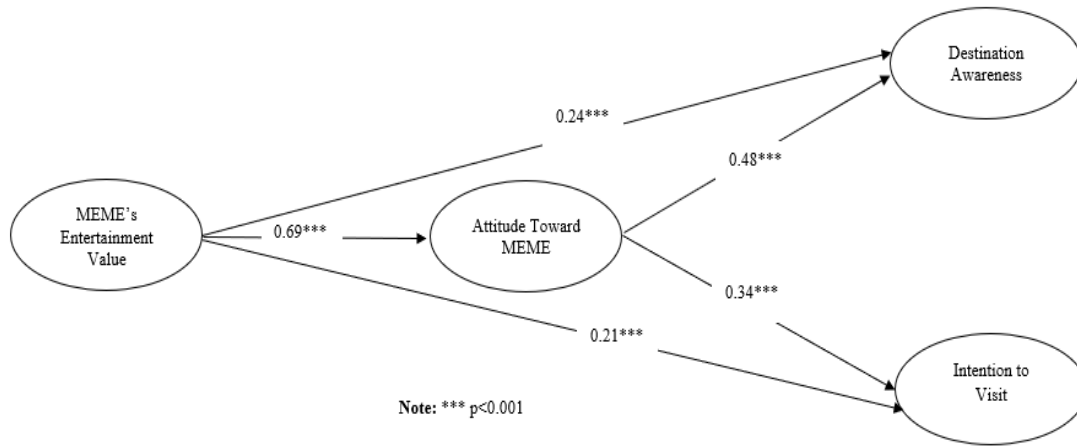 Destination
Awareness
0.24***
0.48***
MEME’s
Entertainment
Value
0.69***
Attitude Toward
MEME
0.34***
0.21***
Intention to
Visit
Note: *** p<0.001